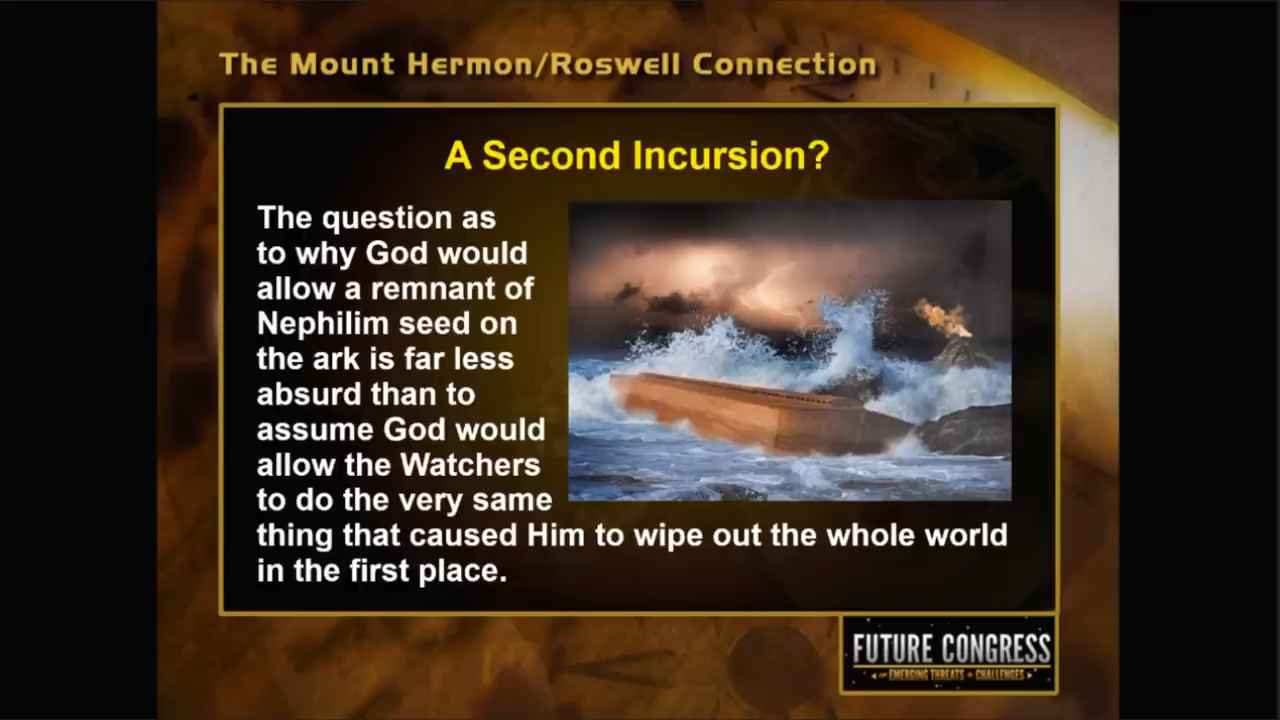 The Mount Hermon/Roswell Connection
A Second Incursion?
The question as
to why God would
allow a remnant of
Nephilim seed on
the ark is far less
absurd than to
assume God would
allow the Watchers
to do the very same
thing that caused Him to wipe out the whole world
in the first place.
FUTURE CONGRESS
EMERGING THREATS + CHALLENGES